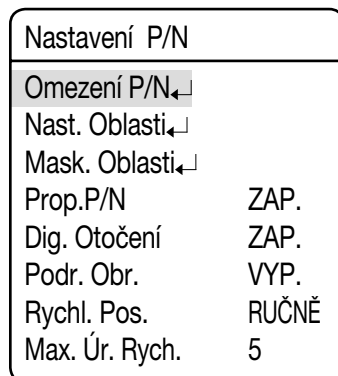 Nastavení P/N
Omezení P/N↵
Nast. Oblasti↵
Mask. Oblasti↵
Prop.P/N ZAP.
Dig. Otočení ZAP.
Podr. Obr. VYP.
Rychl. Pos. RUČNĚ
Max. Úr. Rych. 5